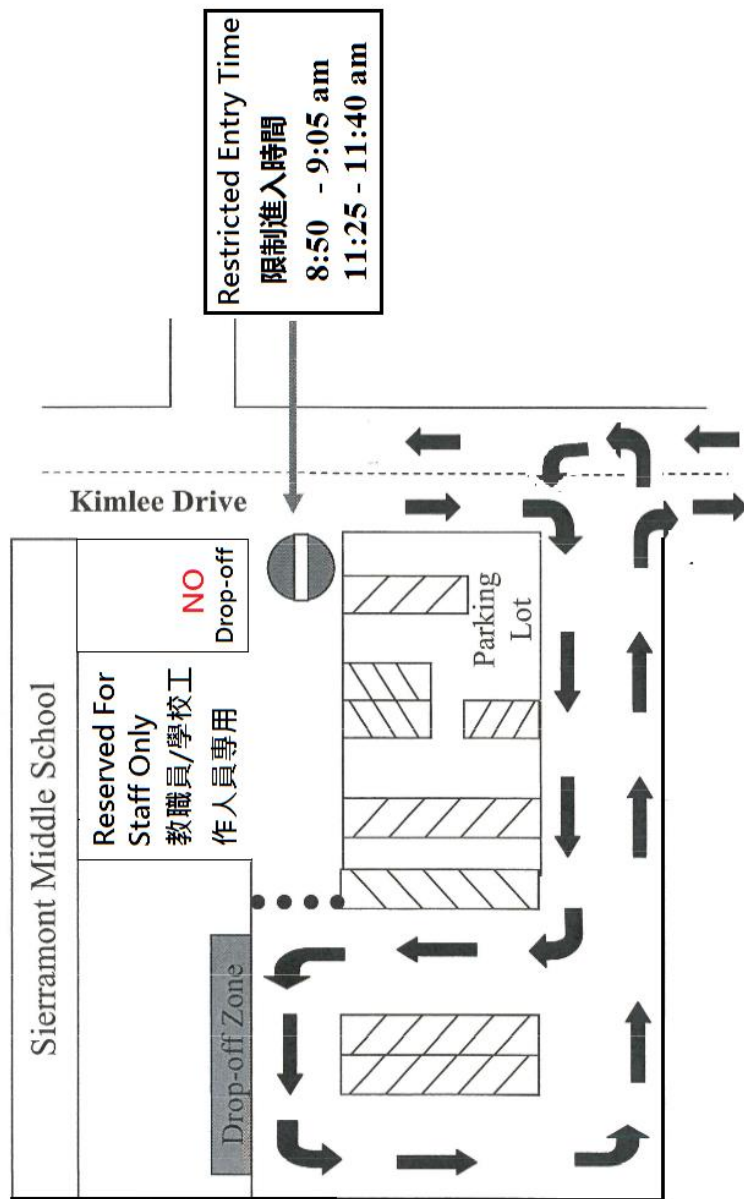 Sierramont Middle School
Reserved For
Staff Only
教職員/學校工
作人員專用
NO
Drop-off
Drop-off Zone
Kimlee Drive
Restricted Entry Time
限制進入時間
8:50 - 9:05 am
11:25 - 11:40 am
Parking
Lot